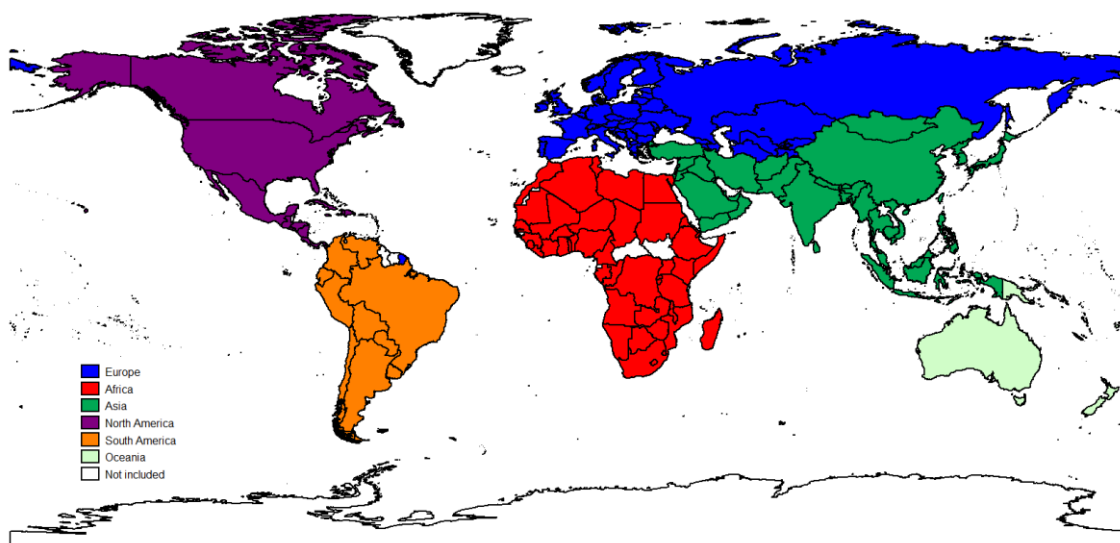 Europe
Africa
Asia
North America
South America
Oceania
Not included